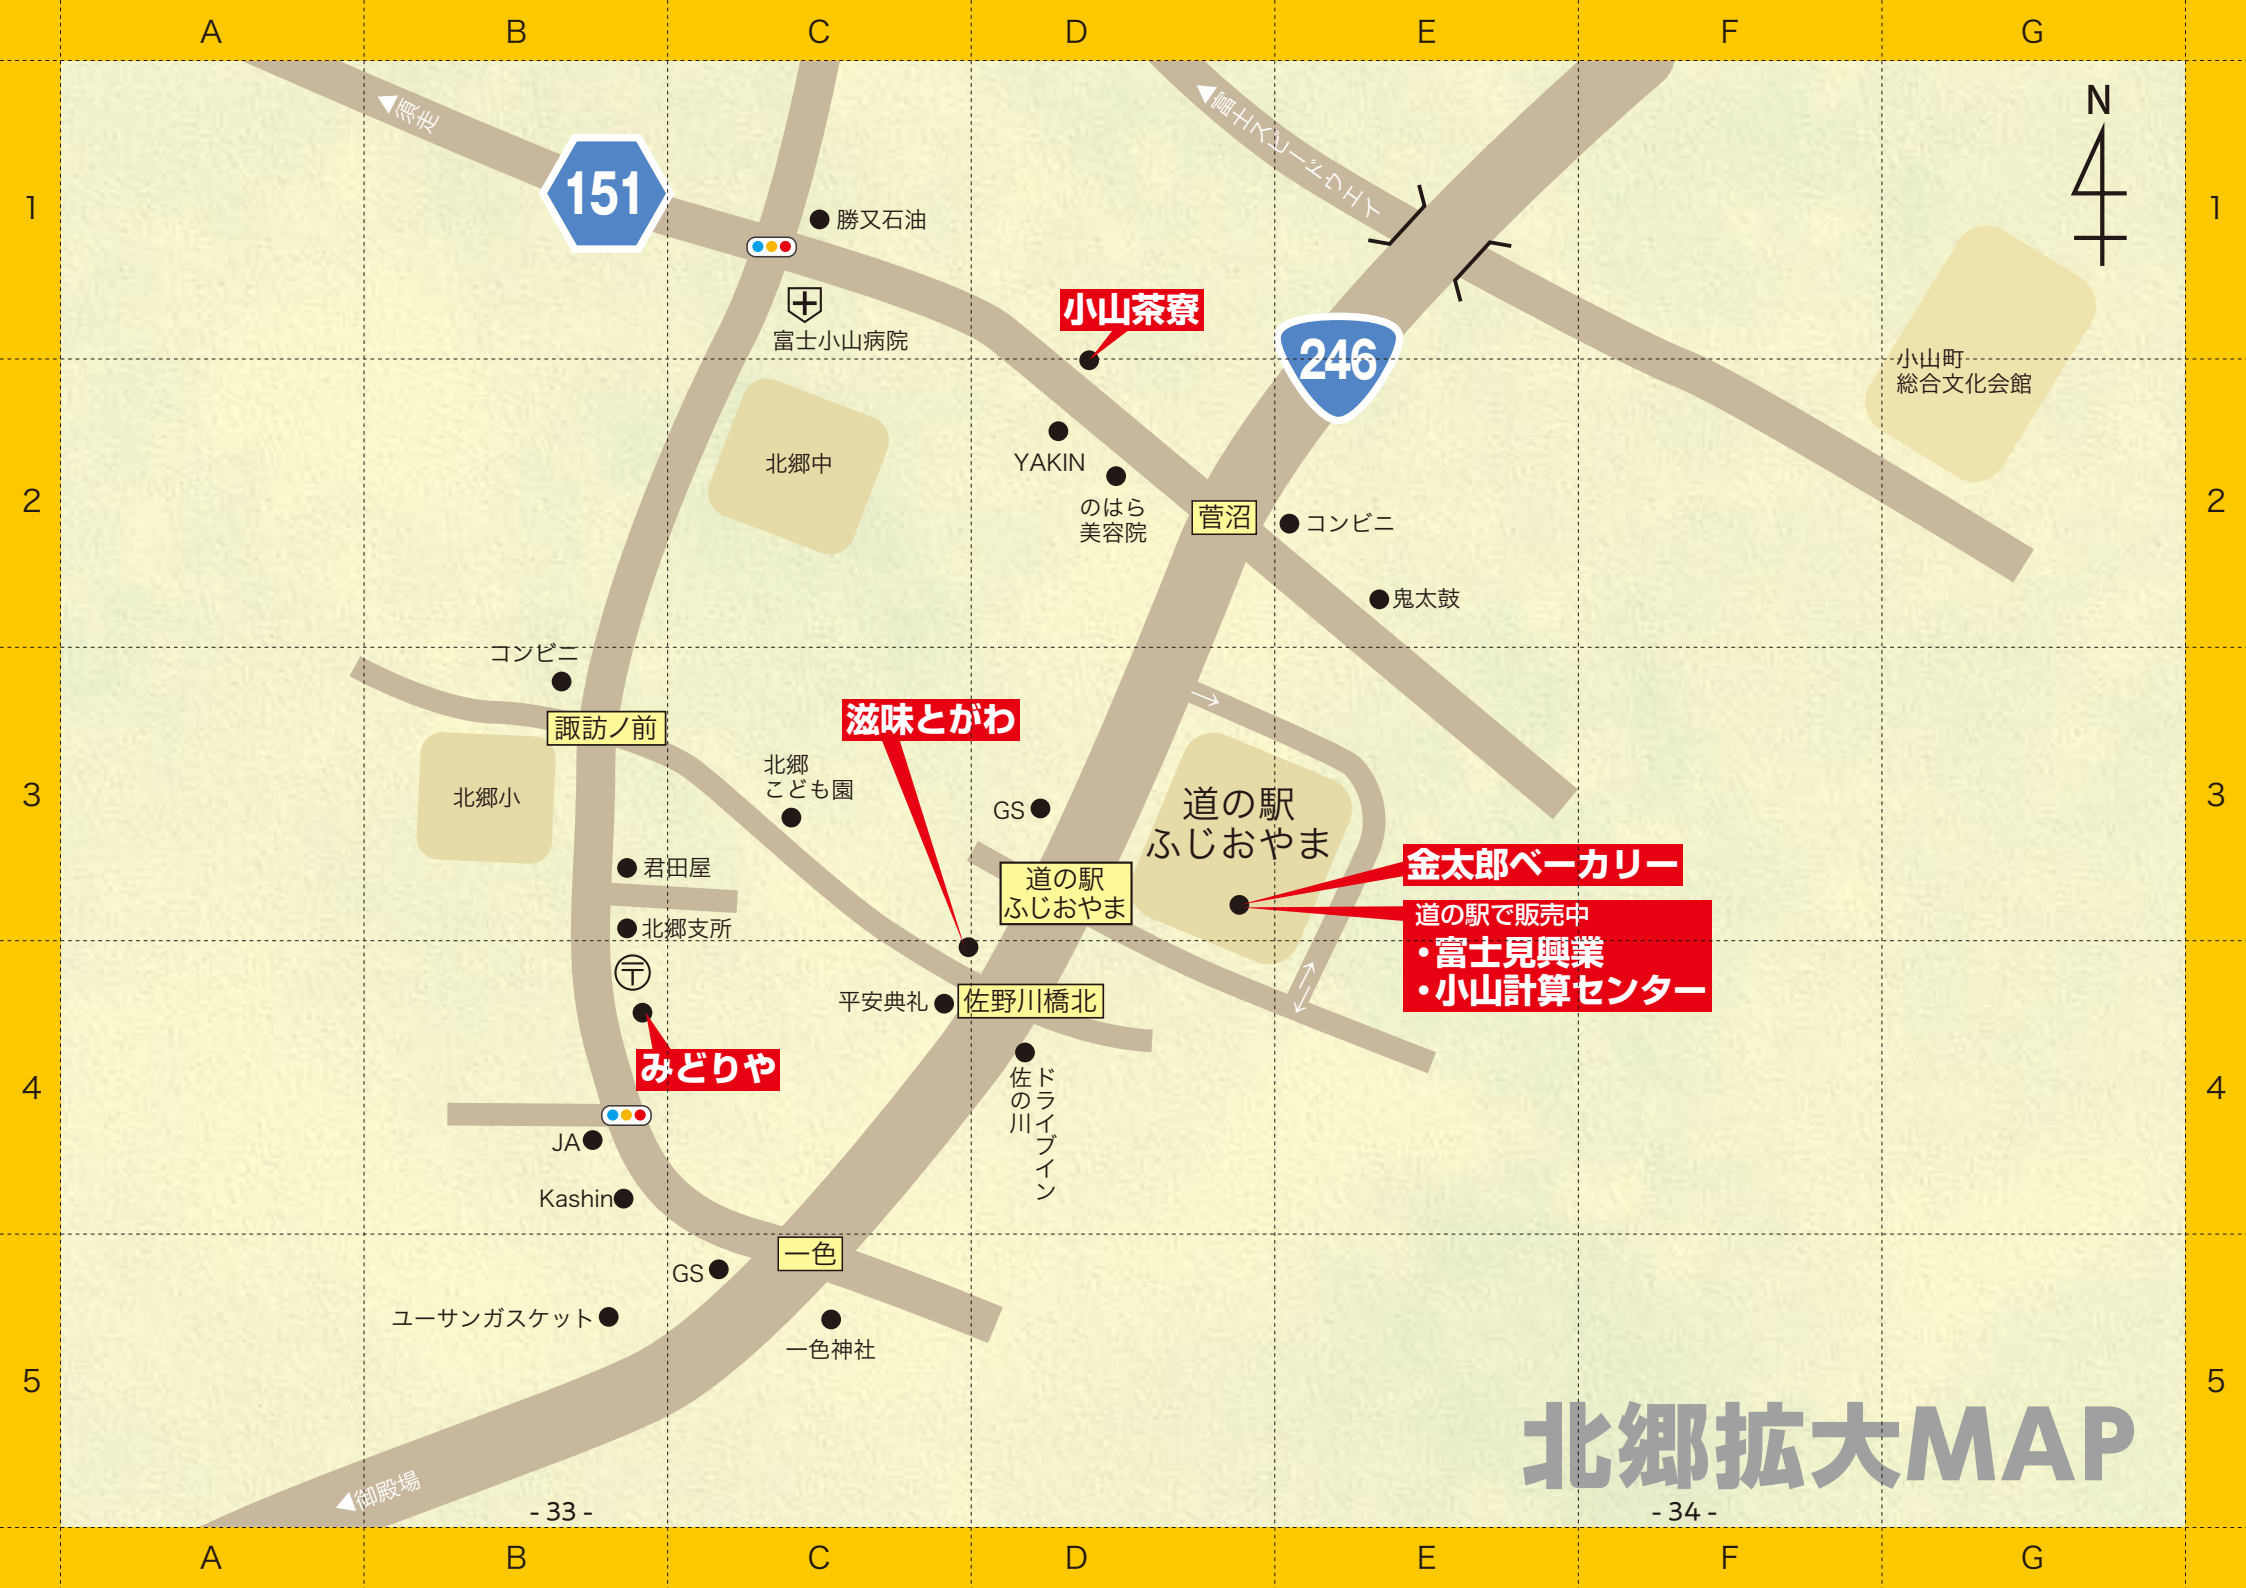 A B C D E F G
1
1
2
2
3
3
4
4
5
5
N
須走
富士スピードウエイ
151
勝又石油
富士小山病院
小山茶寮
246
小山町
総合文化会館
北郷中
YAKIN
のはら
美容院
菅沼
コンビニ
鬼太鼓
コンビニ
諏訪ノ前
北郷小
北郷
こども園
滋味とがわ
GS
道の駅
ふじおやま
道の駅
ふじおやま
金太郎ベーカリー
道の駅で販売中
・富士見興業
・小山計算センター
君田屋
北郷支所
〒
みどりや
平安典礼
佐野川橋北
ドライブイン
佐の川
JA
Kashin
一色
GS
ユーサンガスケット
一色神社
御殿場
北郷拡大MAP
- 33 -
- 34 -
A B C D E F G